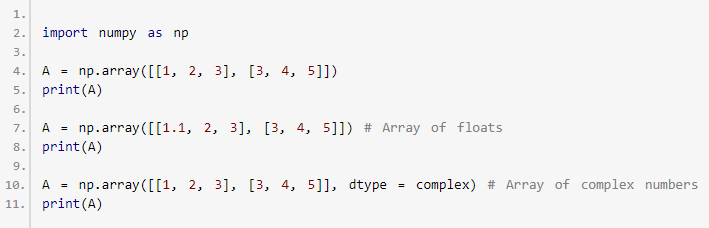 1.
2. import numpy as np
3.
4. A = np.array([[1, 2, 3], [3, 4, 5]])
5. print(A)
6.
7. A = np.array([[1.1, 2, 3], [3, 4, 5]]) # Array of floats
8. print(A)
9.
10. A = np.array([[1, 2, 3], [3, 4, 5]], dtype = complex) # Array of complex numbers
11. print(A)